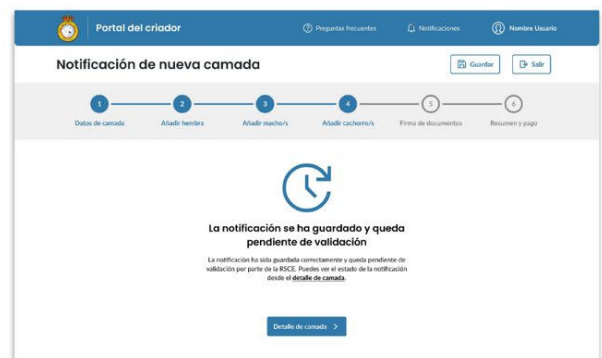 Portal del criador
Preguntas frecuentes
Notificaciones
Nombre Usuario
Notificación de nueva camada
Guardar
Salir
1
2
3
4
5
6
Datos de camada
Añadir hembra
Añadir macho/s
Añadir cachorro/s
Firma de documentos
Resumen y pago
La notificación se ha guardado y queda
pendiente de validación
La notificación ha sido guardada correctamente y queda pendiente de
validación por parte de la RSCE. Puedes ver el estado de la notificación
desde el detalle de camada.
Detalle de camada